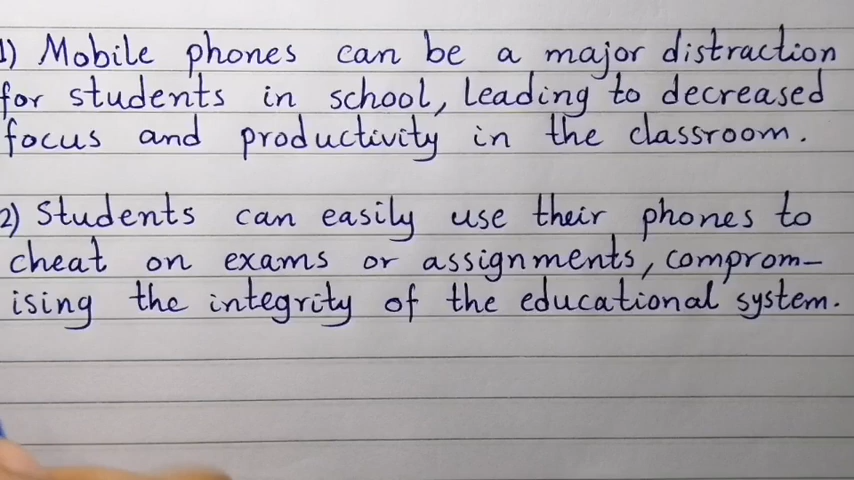 1) Mobile phones can be a major distraction
for students in school, leading to decreased
focus and productivity in the classroom.
2) Students can easily use their phones to
cheat on exams or assignments, comprom-
ising the integrity of the educational system.